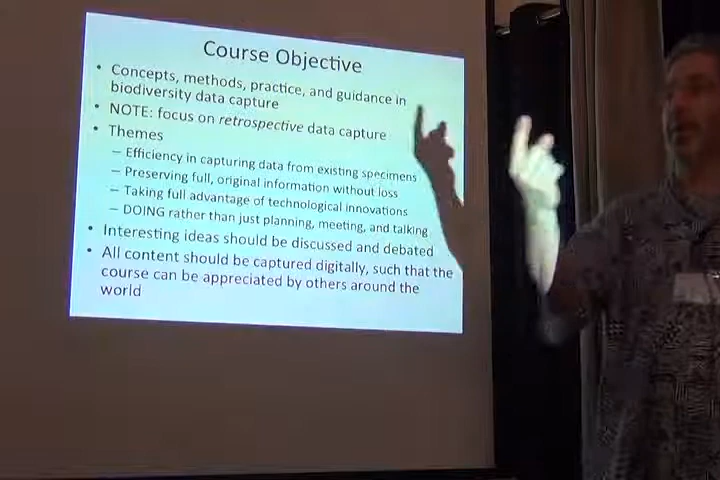 Course Objective
• Concepts, methods, practice, and guidance in
biodiversity data capture
• NOTE: focus on retrospective data capture
• Themes
– Efficiency in capturing data from existing specimens
– Preserving full, original information without loss
– Taking full advantage of technological innovations
– DOING rather than just planning, meeting, and talking
• Interesting ideas should be discussed and debated
• All content should be captured digitally, such that the
course can be appreciated by others around the
world